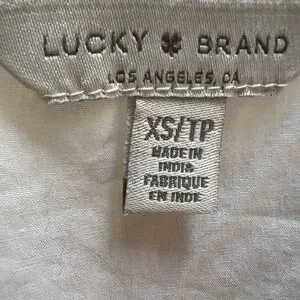 LUCKY BRAND
LOS ANGELES, CA
XS/TP
MADE IN
INDIA
FABRIQUE
EN INDE